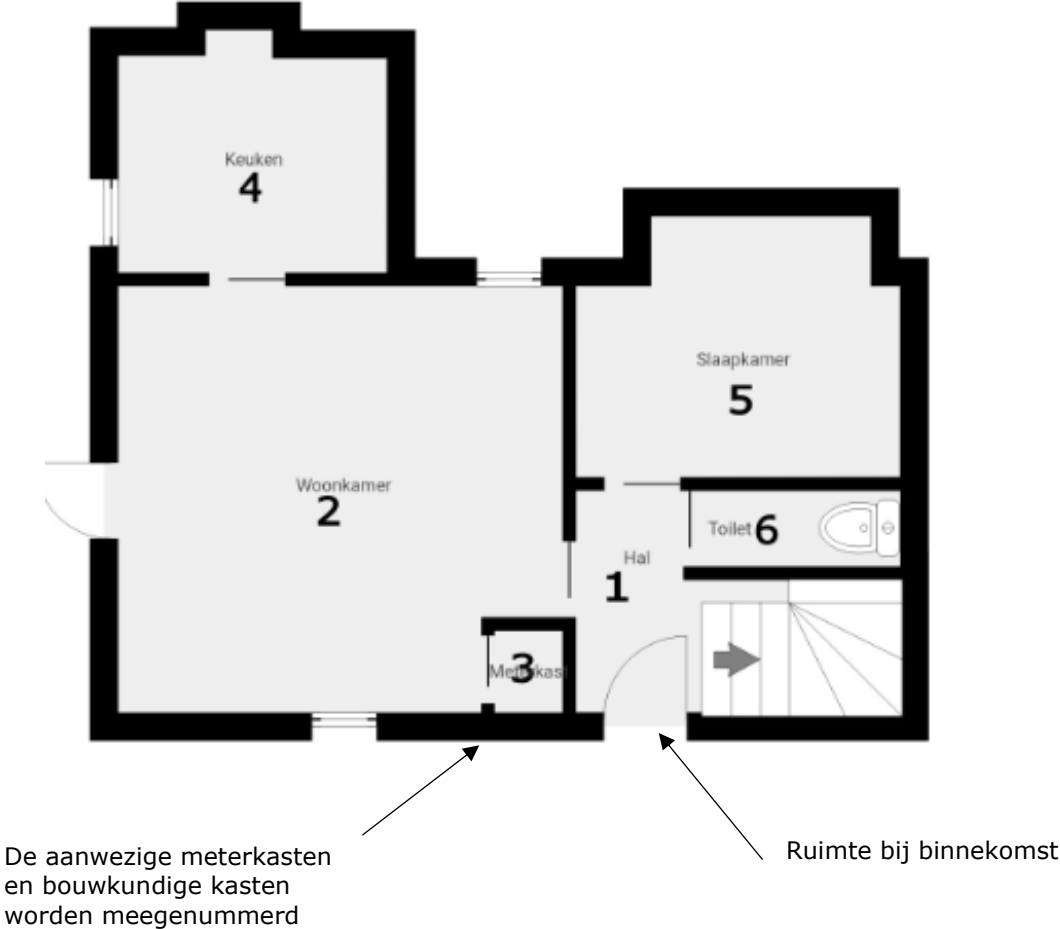 Keuken
4
Slaapkamer
5
Woonkamer
2
Toilet 6
Hal
1
3
Meterkast
De aanwezige meterkasten
en bouwkundige kasten
worden meegenummerd
Ruimte bij binnekomst